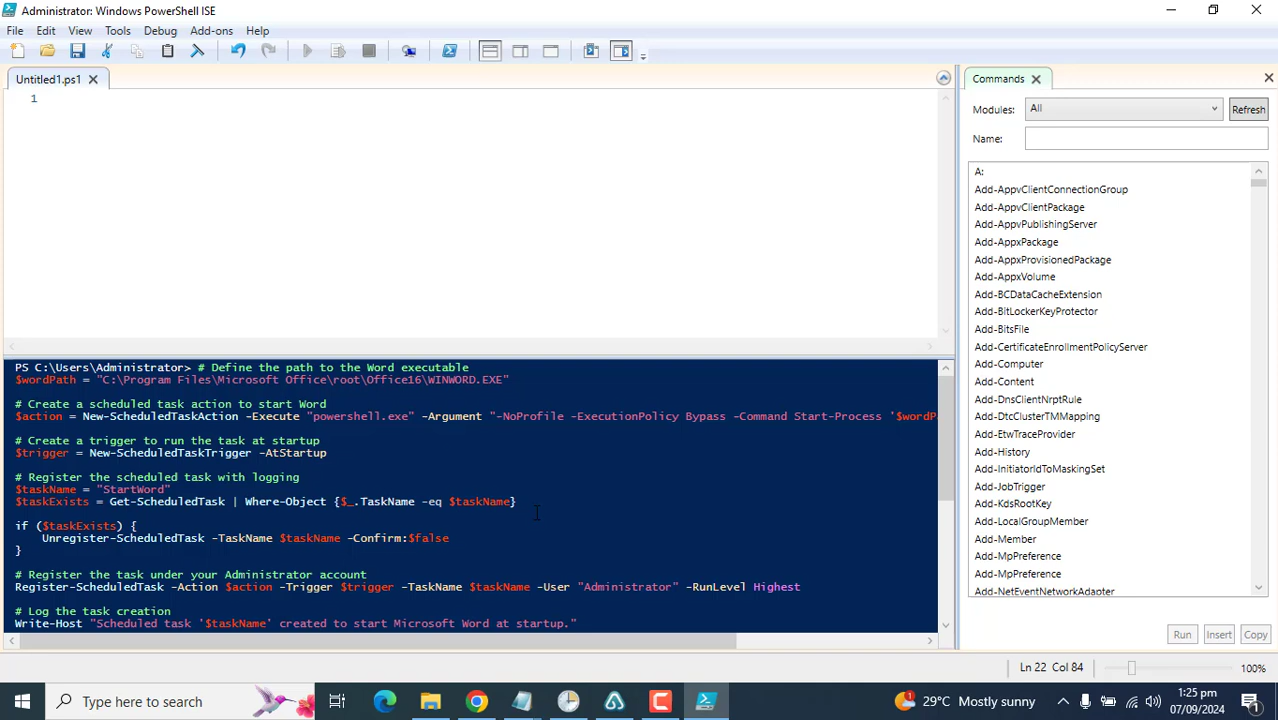 Administrator: Windows PowerShell ISE
File Edit View Tools Debug Add-ons Help
Untitled1.ps1
1
PS C:\Users\Administrator> # Define the path to the Word executable
$wordPath = "C:\Program Files\Microsoft Office\root\Office16\WINWORD.EXE"
# Create a scheduled task action to start Word
$action = New-ScheduledTaskAction -Execute "powershell.exe" -Argument "-NoProfile -ExecutionPolicy Bypass -Command Start-Process '$wordP
# Create a trigger to run the task at startup
$trigger = New-ScheduledTaskTrigger -AtStartup
# Register the scheduled task with logging
$taskName = "StartWord"
$taskExists = Get-ScheduledTask | Where-Object {$_.TaskName -eq $taskName}
if ($taskExists) {
Unregister-ScheduledTask -TaskName $taskName -Confirm:$false
}
# Register the task under your Administrator account
Register-ScheduledTask -Action $action -Trigger $trigger -TaskName $taskName -User "Administrator" -RunLevel Highest
# Log the task creation
Write-Host "Scheduled task '$taskName' created to start Microsoft Word at startup."
Commands
Modules: All Refresh
Name:
A:
Add-AppvClientConnectionGroup
Add-AppvClientPackage
Add-AppvPublishingServer
Add-AppxPackage
Add-AppxProvisionedPackage
Add-AppxVolume
Add-BCDataCacheExtension
Add-BitLockerKeyProtector
Add-BitsFile
Add-CertificateEnrollmentPolicyServer
Add-Computer
Add-Content
Add-DnsClientNrptRule
Add-DtcClusterTMMapping
Add-EtwTraceProvider
Add-History
Add-InitiatorIdToMaskingSet
Add-JobTrigger
Add-KdsRootKey
Add-LocalGroupMember
Add-Member
Add-MpPreference
Add-MpPreference
Add-NetEventNetworkAdapter
Run Insert Copy
Ln 22 Col 84 100%
Type here to search
29°C Mostly sunny
1:25 pm
07/09/2024
1